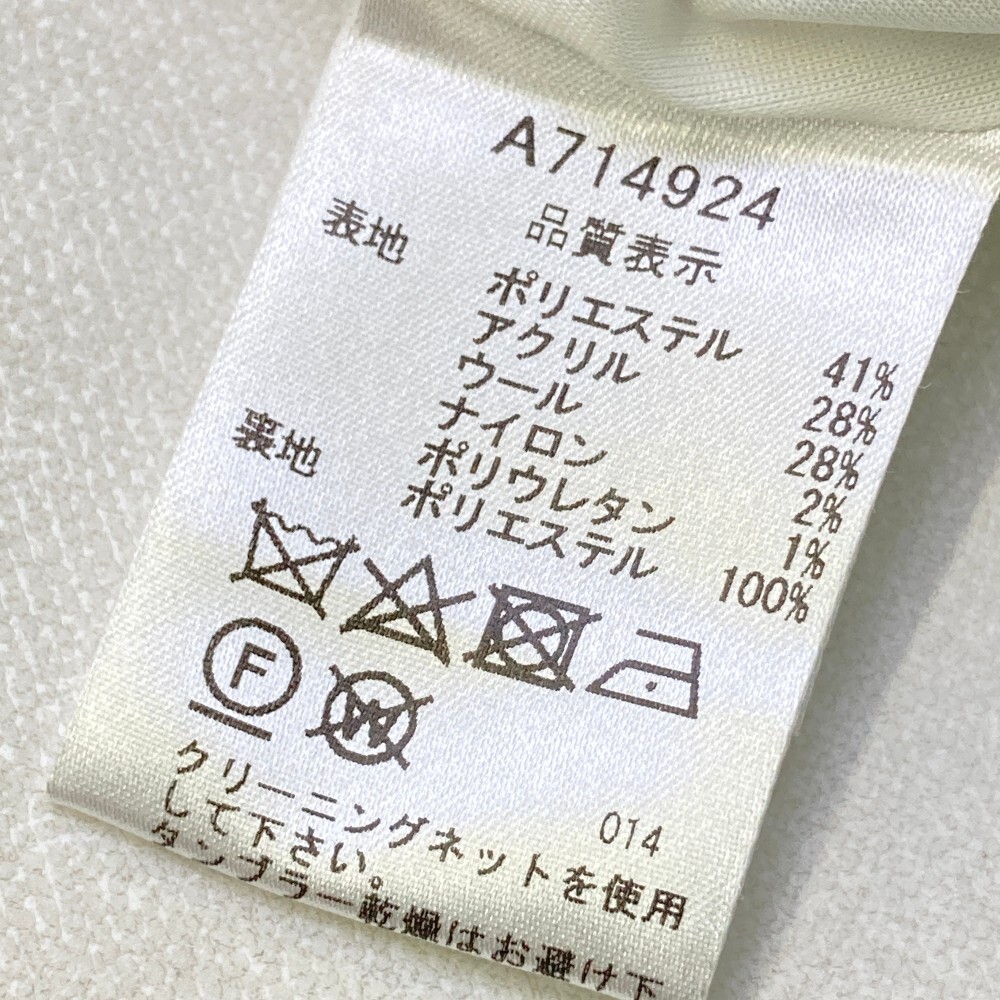 A714924
品質表示
表地 ポリエステル 41%
アクリル 28%
ウール 28%
ナイロン 2%
ポリウレタン 1%
裏地 ポリエステル 100%
F
W
014
クリーニングネットを使用
して下さい。
タンブラー乾燥はお避け下